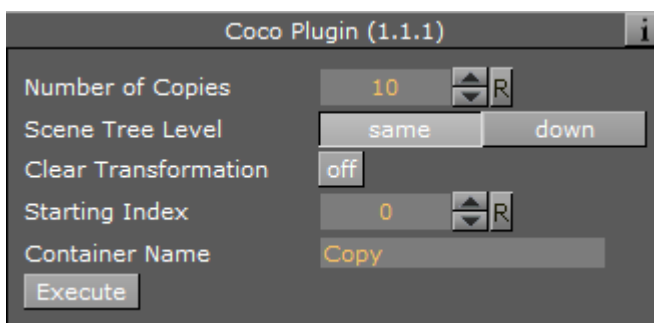 Coco Plugin (1.1.1) i
Number of Copies 10 R
Scene Tree Level same down
Clear Transformation off
Starting Index 0 R
Container Name Copy
Execute